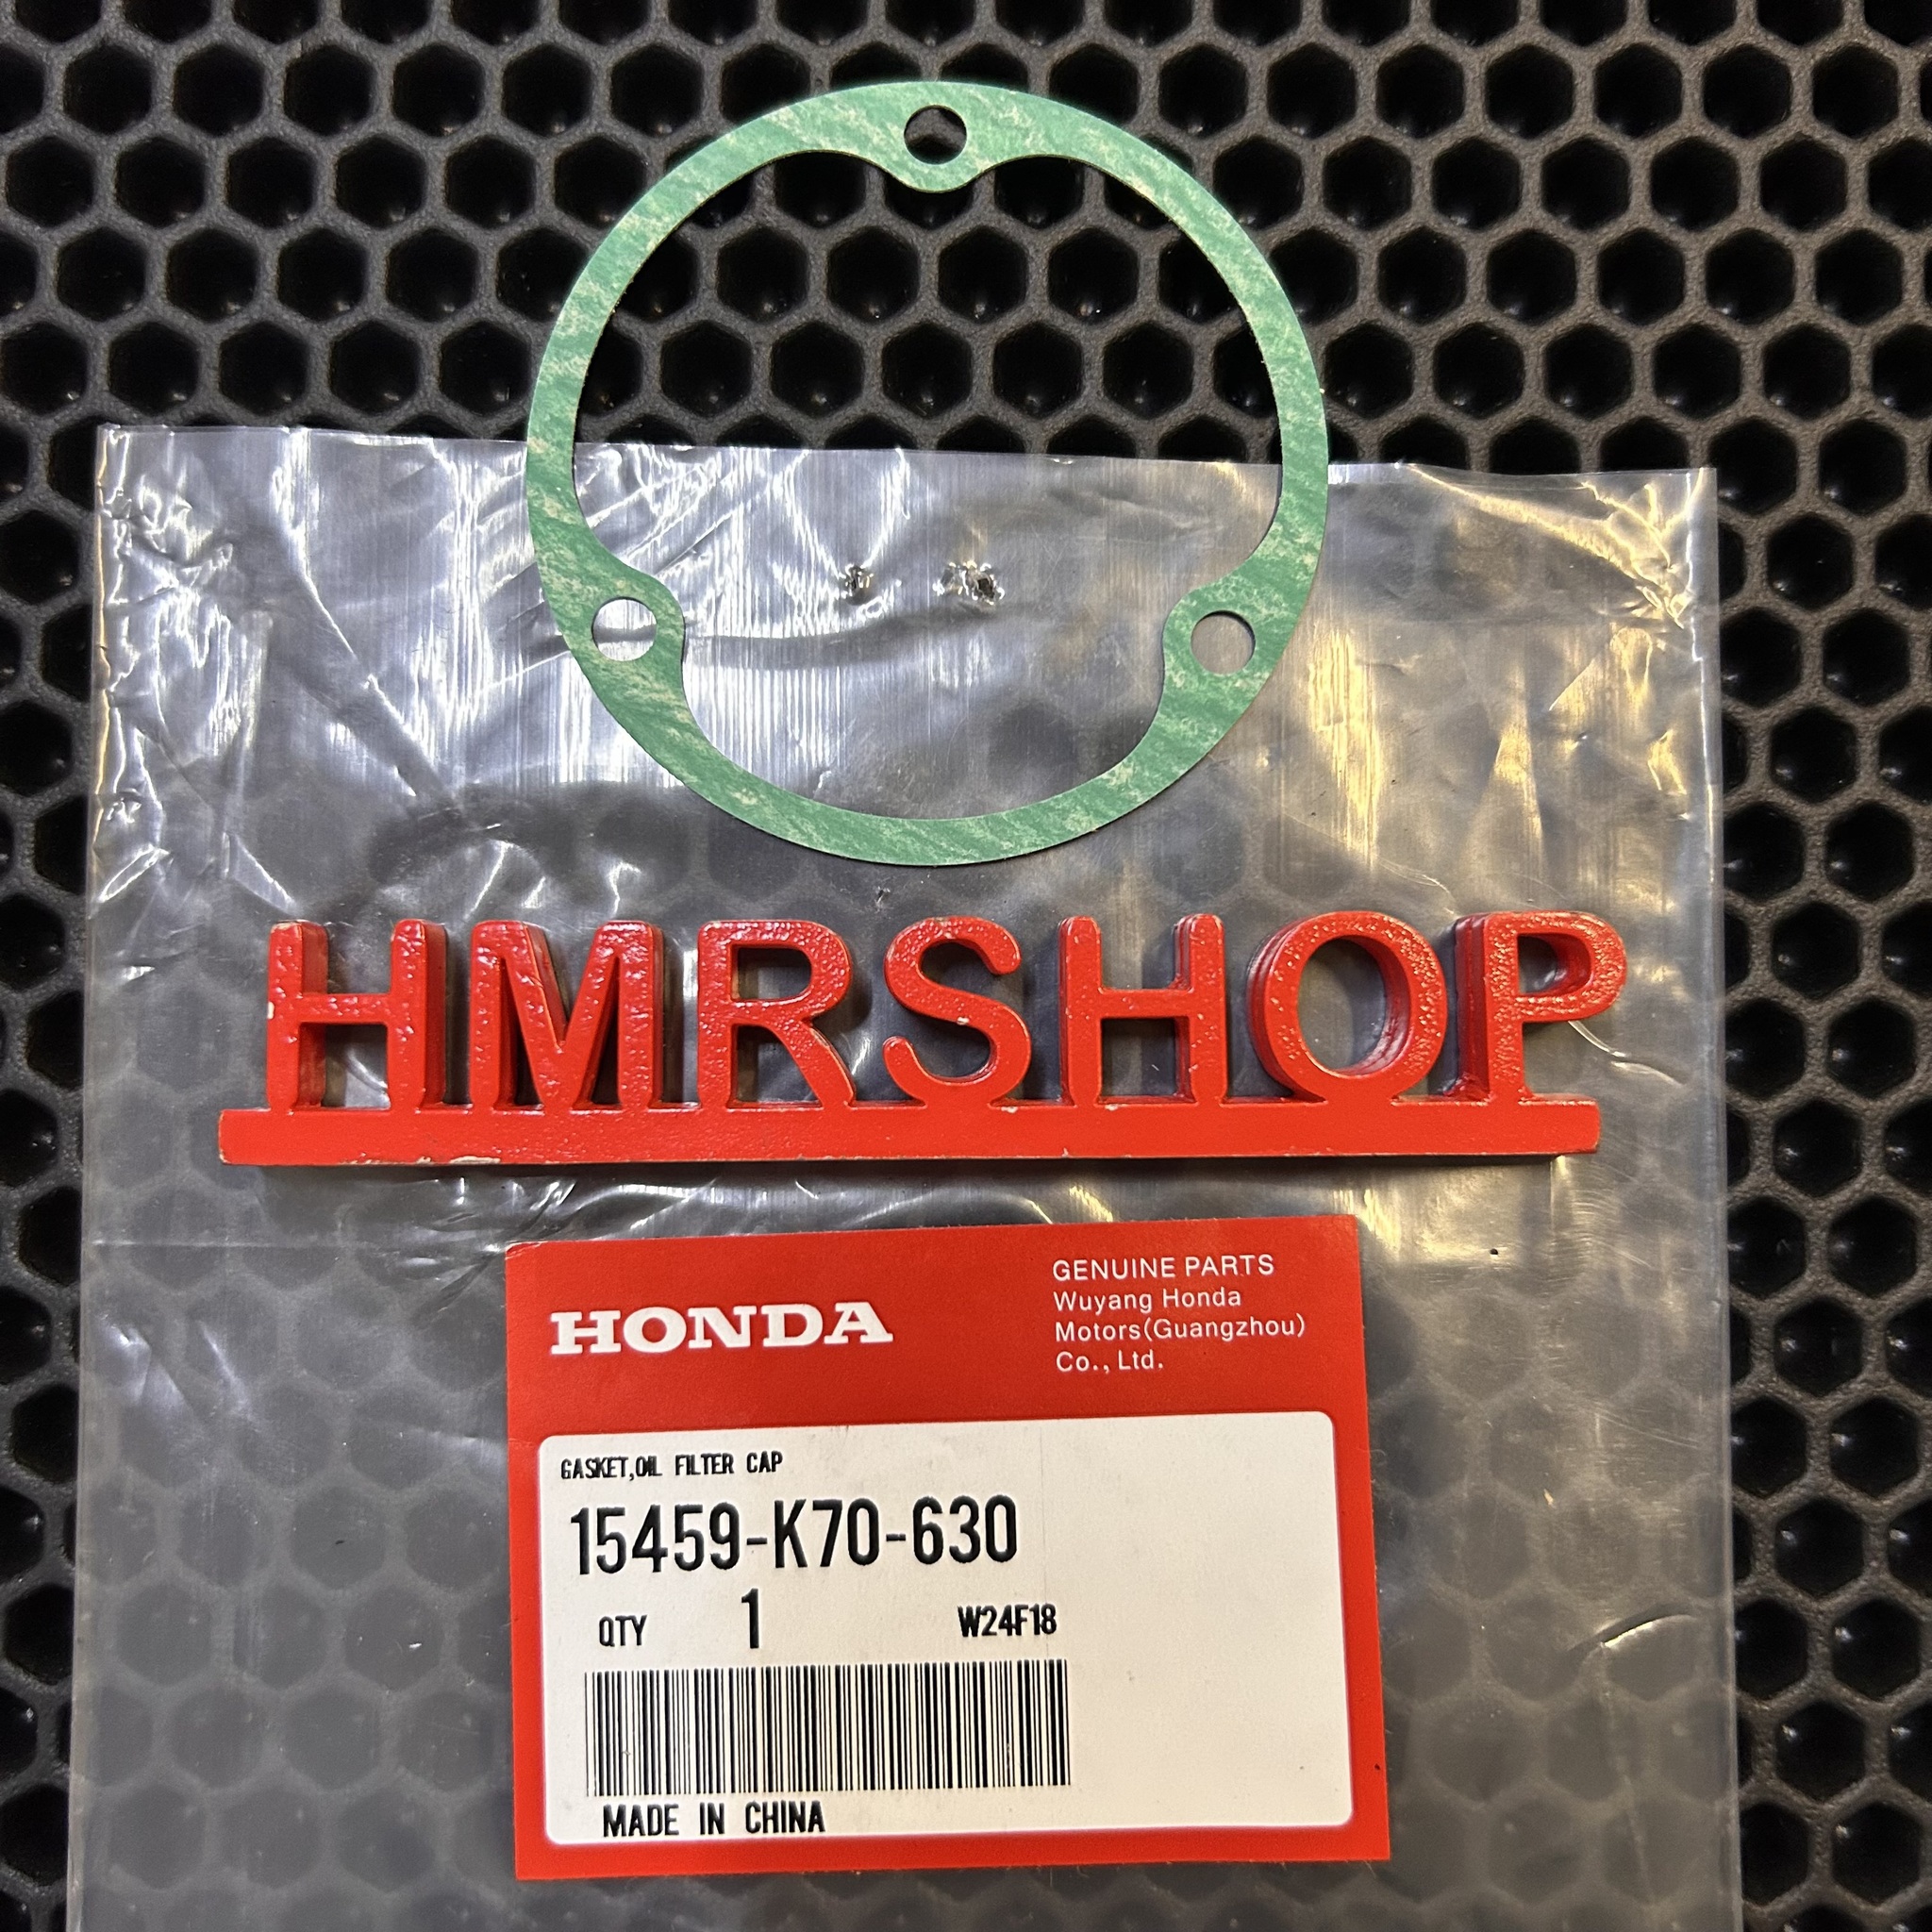 HMRSHOP
HONDA
GENUINE PARTS
Wuyang Honda
Motors(Guangzhou)
Co., Ltd.
GASKET,OIL FILTER CAP
15459-K70-630
QTY 1 W24F18
MADE IN CHINA